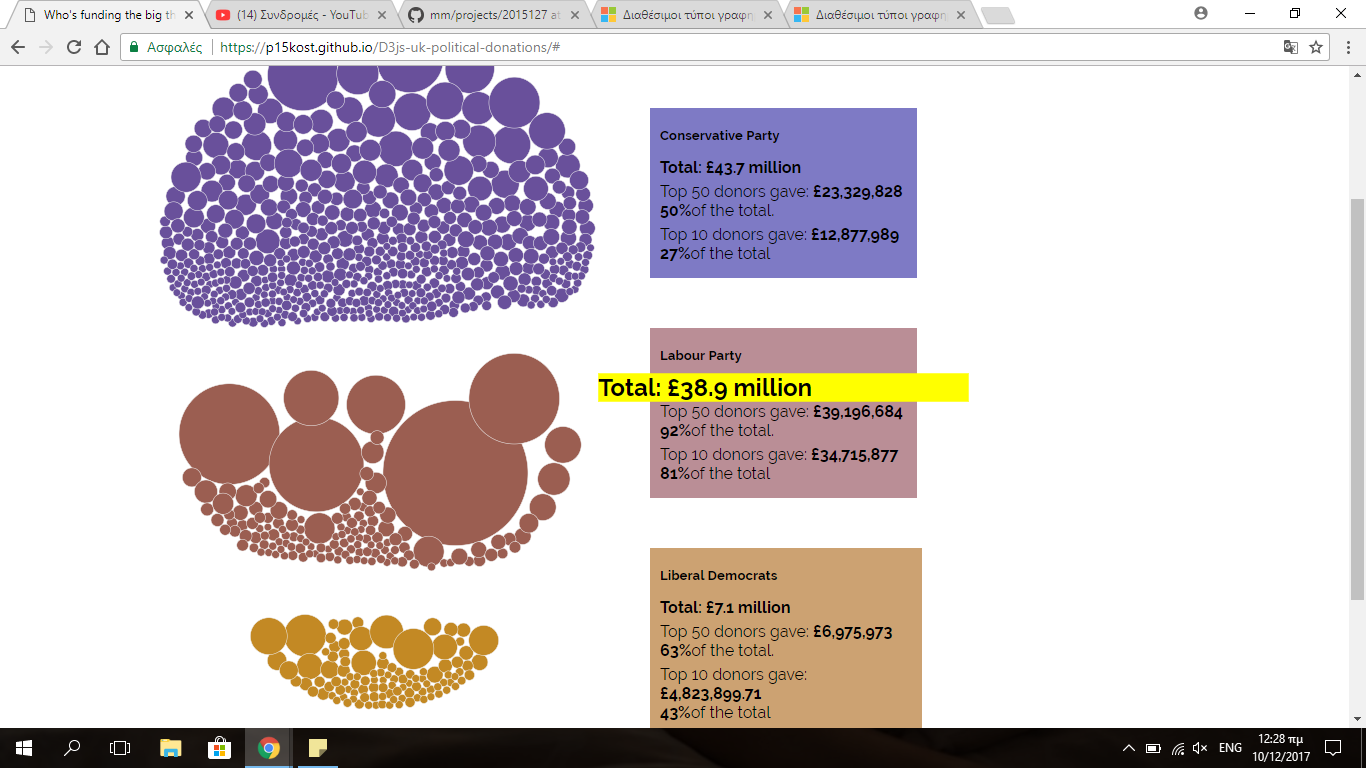 Who's funding the big th
(14) Συνδρομές - YouTub
mm/projects/2015127 at
Διαθέσιμοι τύποι γραφη
Διαθέσιμοι τύποι γραφη
Ασφαλές
https://p15kost.github.io/D3js-uk-political-donations/#
Conservative Party
Total: £43.7 million
Top 50 donors gave: £23,329,828
50%of the total.
Top 10 donors gave: £12,877,989
27%of the total
Labour Party
Total: £38.9 million
Top 50 donors gave: £39,196,684
92%of the total.
Top 10 donors gave: £34,715,877
81%of the total
Liberal Democrats
Total: £7.1 million
Top 50 donors gave: £6,975,973
63%of the total.
Top 10 donors gave:
£4,823,899.71
43%of the total
ENG
12:28 πμ
10/12/2017